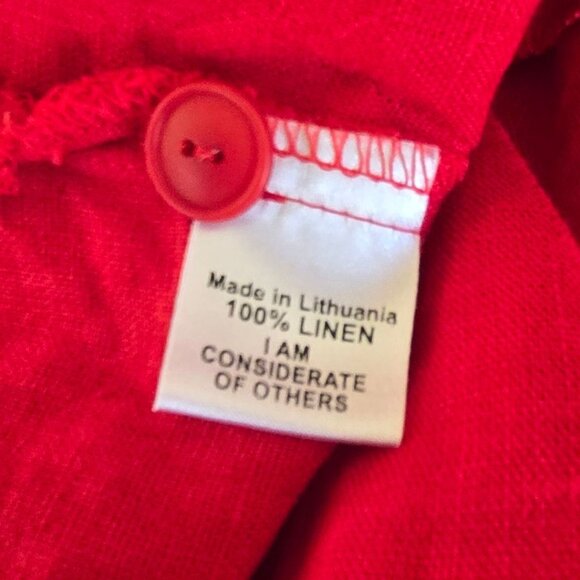 Made in Lithuania
100% LINEN
I AM
CONSIDERATE
OF OTHERS